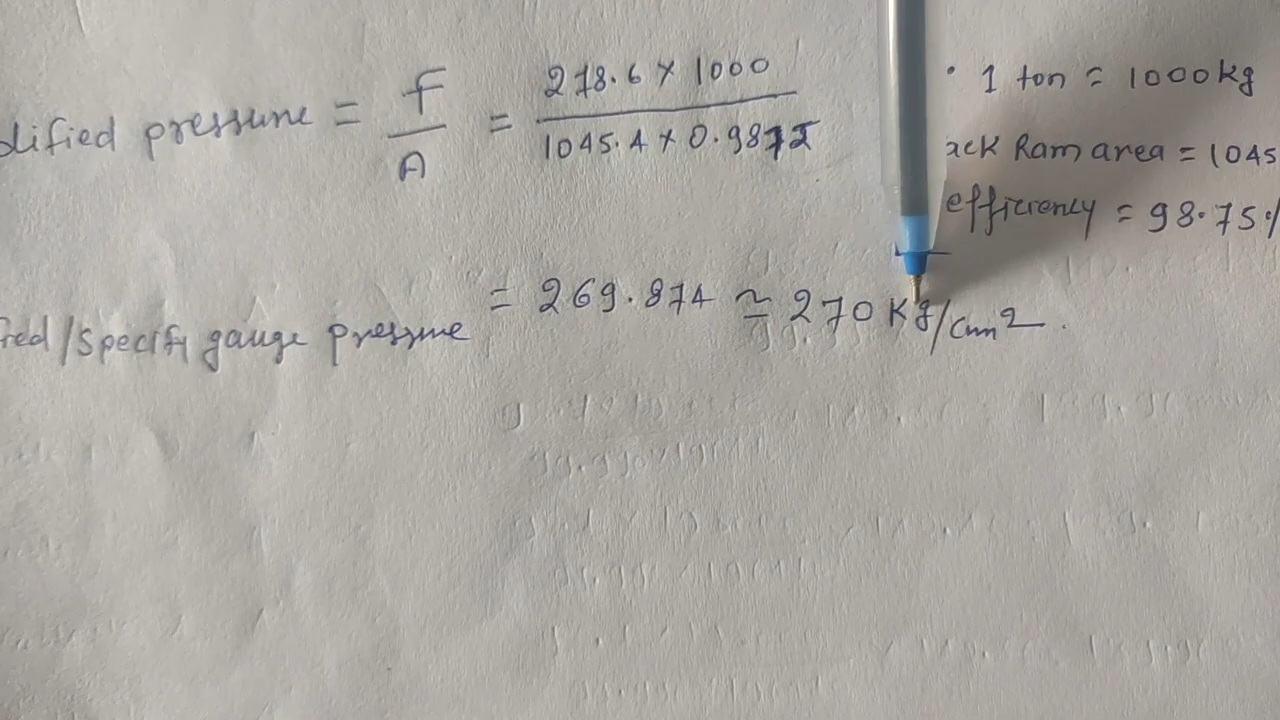 dified pressure = F/A = 278.6 × 1000 / 1045.4 × 0.9875
• 1 ton = 1000kg
ack Ram area = 1045
efficiency = 98.75%
fied/specify gauge pressure = 269.874 ≃ 270 kg/cm².